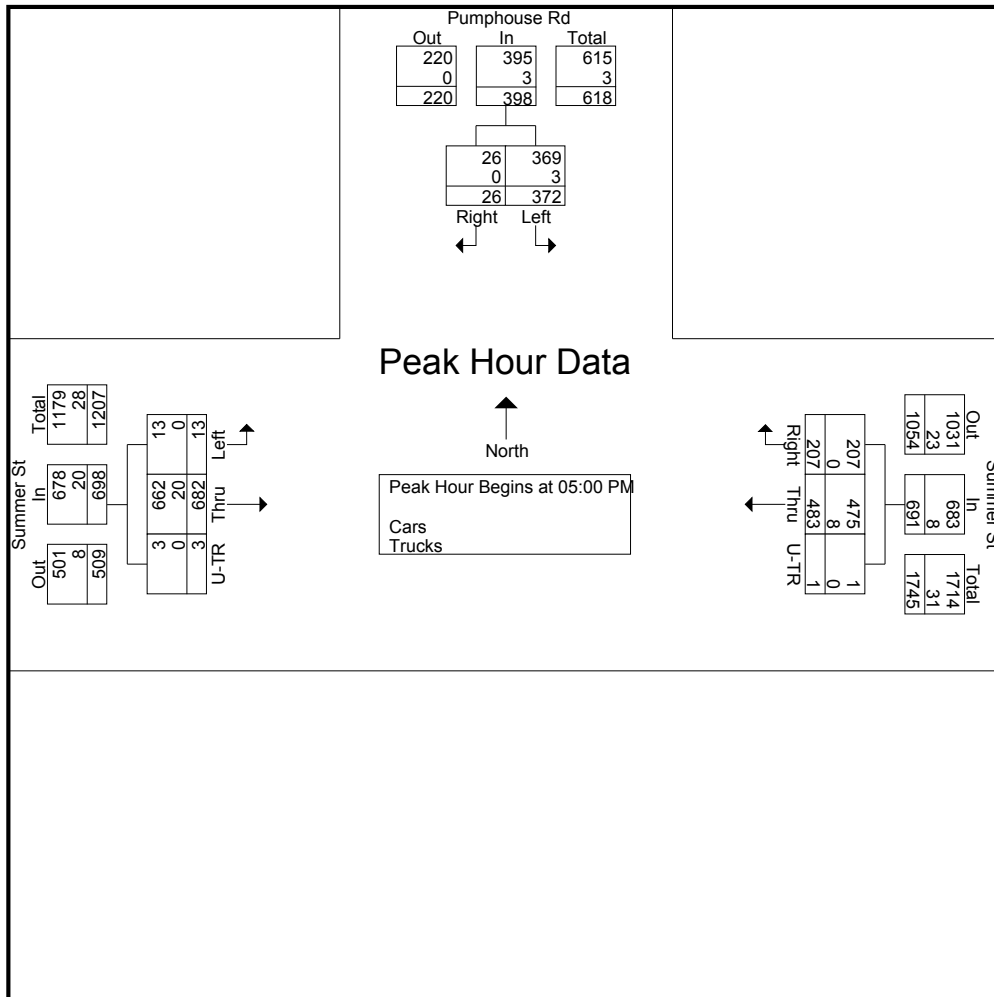 Pumphouse Rd
Out In Total
220 395 615
0 3 3
220 398 618
26 369
0 3
26 372
Right Left
Peak Hour Data
North
Peak Hour Begins at 05:00 PM
Cars
Trucks
Summer St
Total In Out
1179 678 501
28 20 8
1207 698 509
13 662 3
0 20 0
13 682 3
Left Thru U-TR
Summer St
Out In Total
1031 683 1714
23 8 31
1054 691 1745
207 475 1
0 8 0
207 483 1
Right Thru U-TR